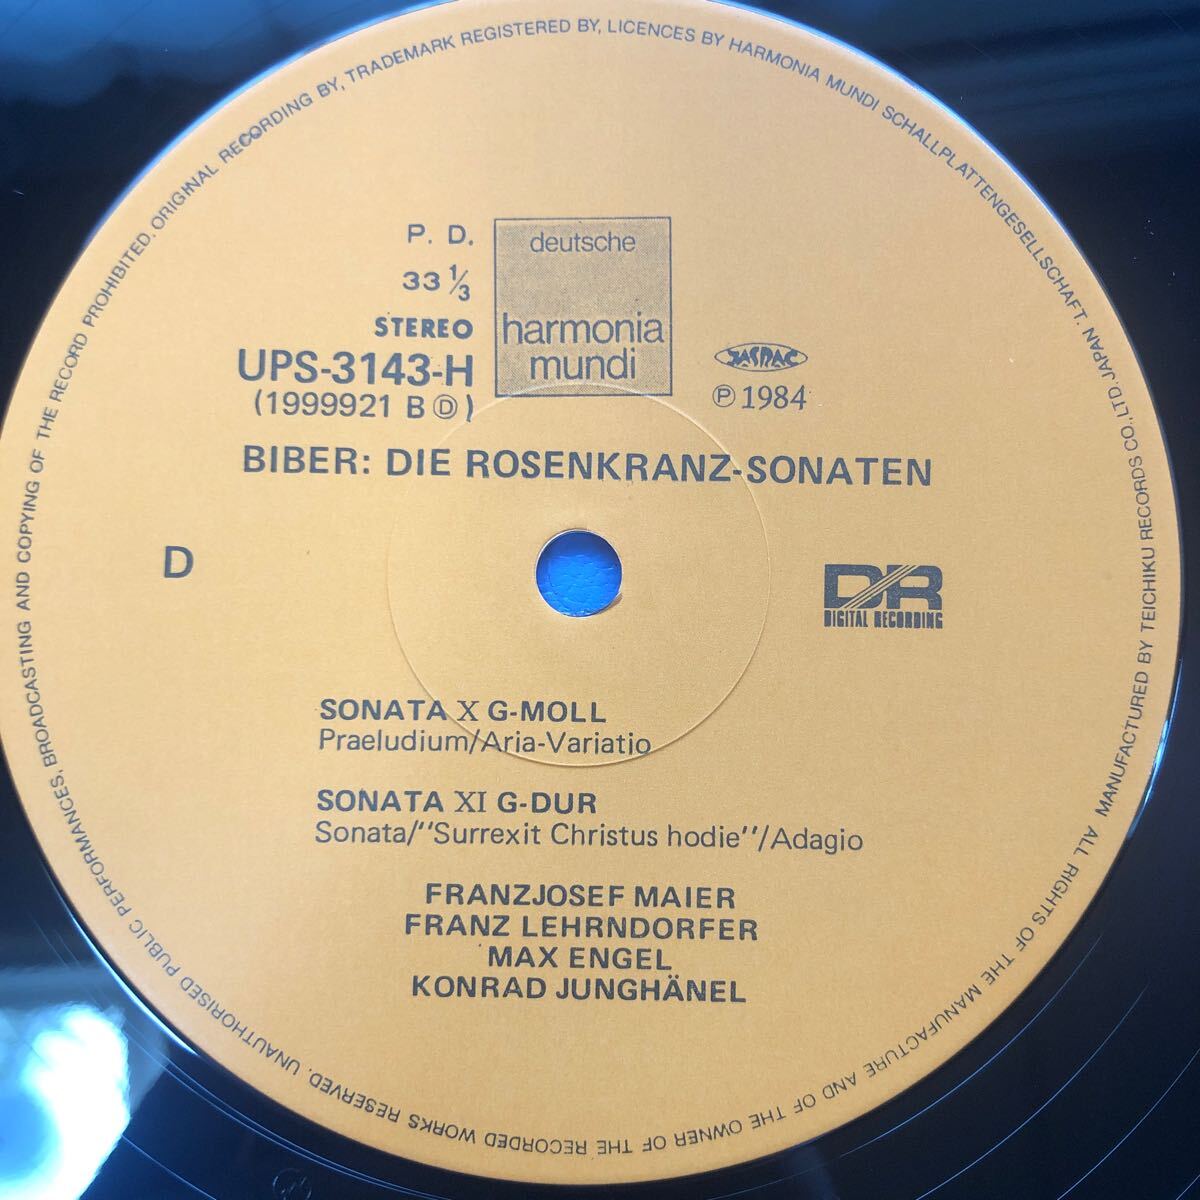 P. D.
33 1/3
STEREO
UPS-3143-H
(1999921 B Ⓓ)
deutsche
harmonia
mundi
JASRAC
℗ 1984
BIBER: DIE ROSENKRANZ-SONATEN
D
DR
DIGITAL RECORDING
SONATA X G-MOLL
Praeludium/Aria-Variatio
SONATA XI G-DUR
Sonata/"Surrexit Christus hodie"/Adagio
FRANZJOSEF MAIER
FRANZ LEHRNDORFER
MAX ENGEL
KONRAD JUNGHÄNEL
ORIGINAL RECORDING BY, TRADEMARK REGISTERED BY, LICENCES BY HARMONIA MUNDI SCHALLPLATTENGESELLSCHAFT. MANUFACTURED BY TEICHIKU RECORDS CO., LTD. JAPAN. ALL RIGHTS OF THE MANUFACTURE AND OF THE OWNER OF THE RECORDED WORKS RESERVED. UNAUTHORISED PUBLIC PERFORMANCES, BROADCASTING AND COPYING OF THE RECORD PROHIBITED.